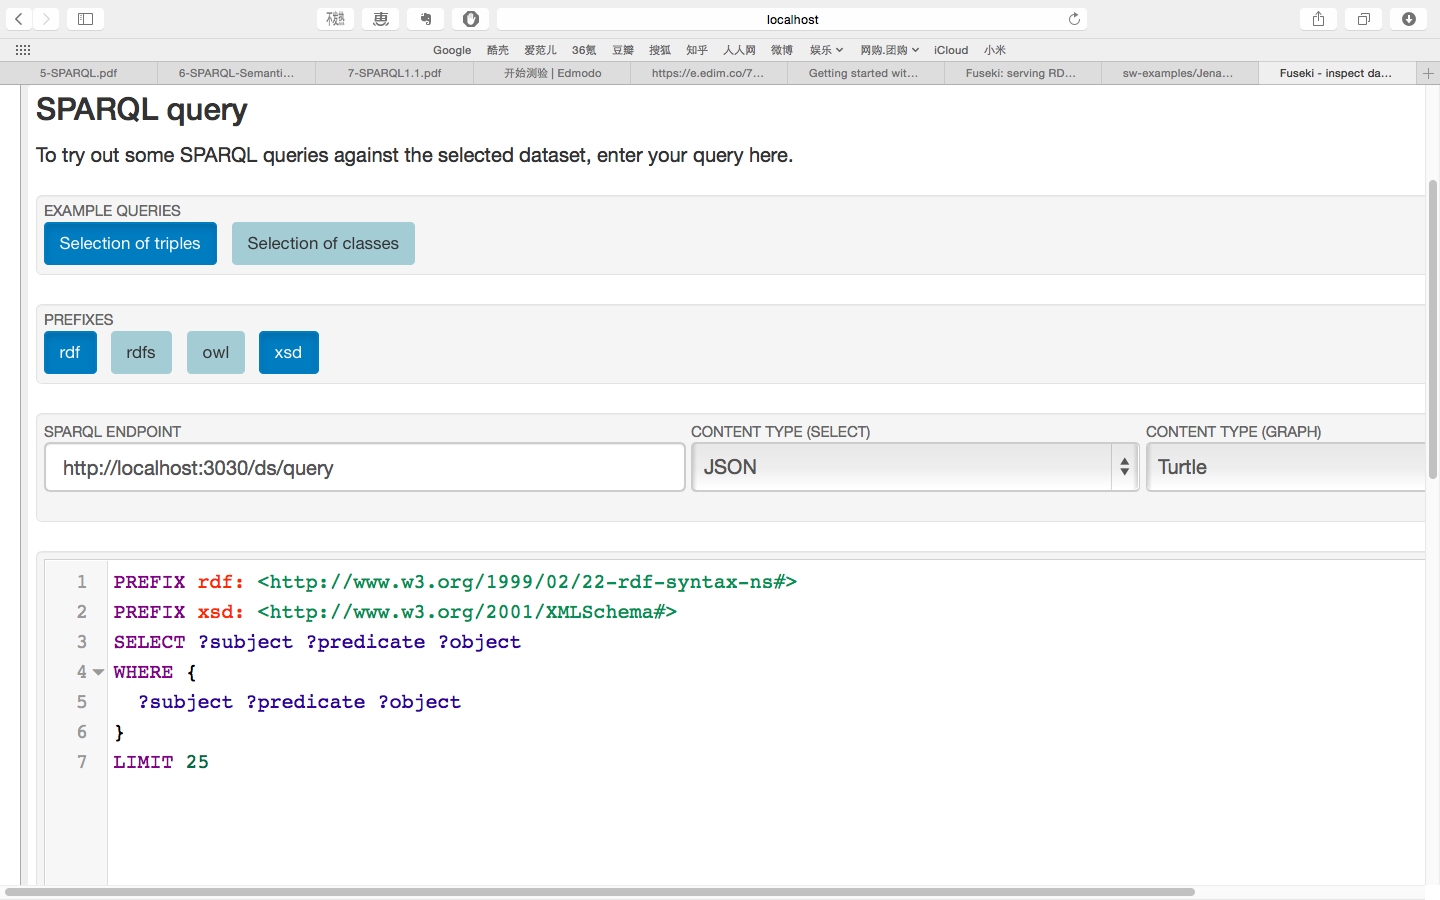 localhost
Google 酷壳 爱范儿 36氪 豆瓣 搜狐 知乎 人人网 微博 娱乐 网购.团购 iCloud 小米
5-SPARQL.pdf 6-SPARQL-Semanti... 7-SPARQL1.1.pdf 开始测验 | Edmodo https://e.edim.co/7... Getting started wit... Fuseki: serving RD... sw-examples/Jena... Fuseki - inspect da...
SPARQL query
To try out some SPARQL queries against the selected dataset, enter your query here.
EXAMPLE QUERIES
Selection of triples Selection of classes
PREFIXES
rdf rdfs owl xsd
SPARQL ENDPOINT CONTENT TYPE (SELECT) CONTENT TYPE (GRAPH)
http://localhost:3030/ds/query JSON Turtle
1 PREFIX rdf: <http://www.w3.org/1999/02/22-rdf-syntax-ns#>
2 PREFIX xsd: <http://www.w3.org/2001/XMLSchema#>
3 SELECT ?subject ?predicate ?object
4 WHERE {
5 ?subject ?predicate ?object
6 }
7 LIMIT 25